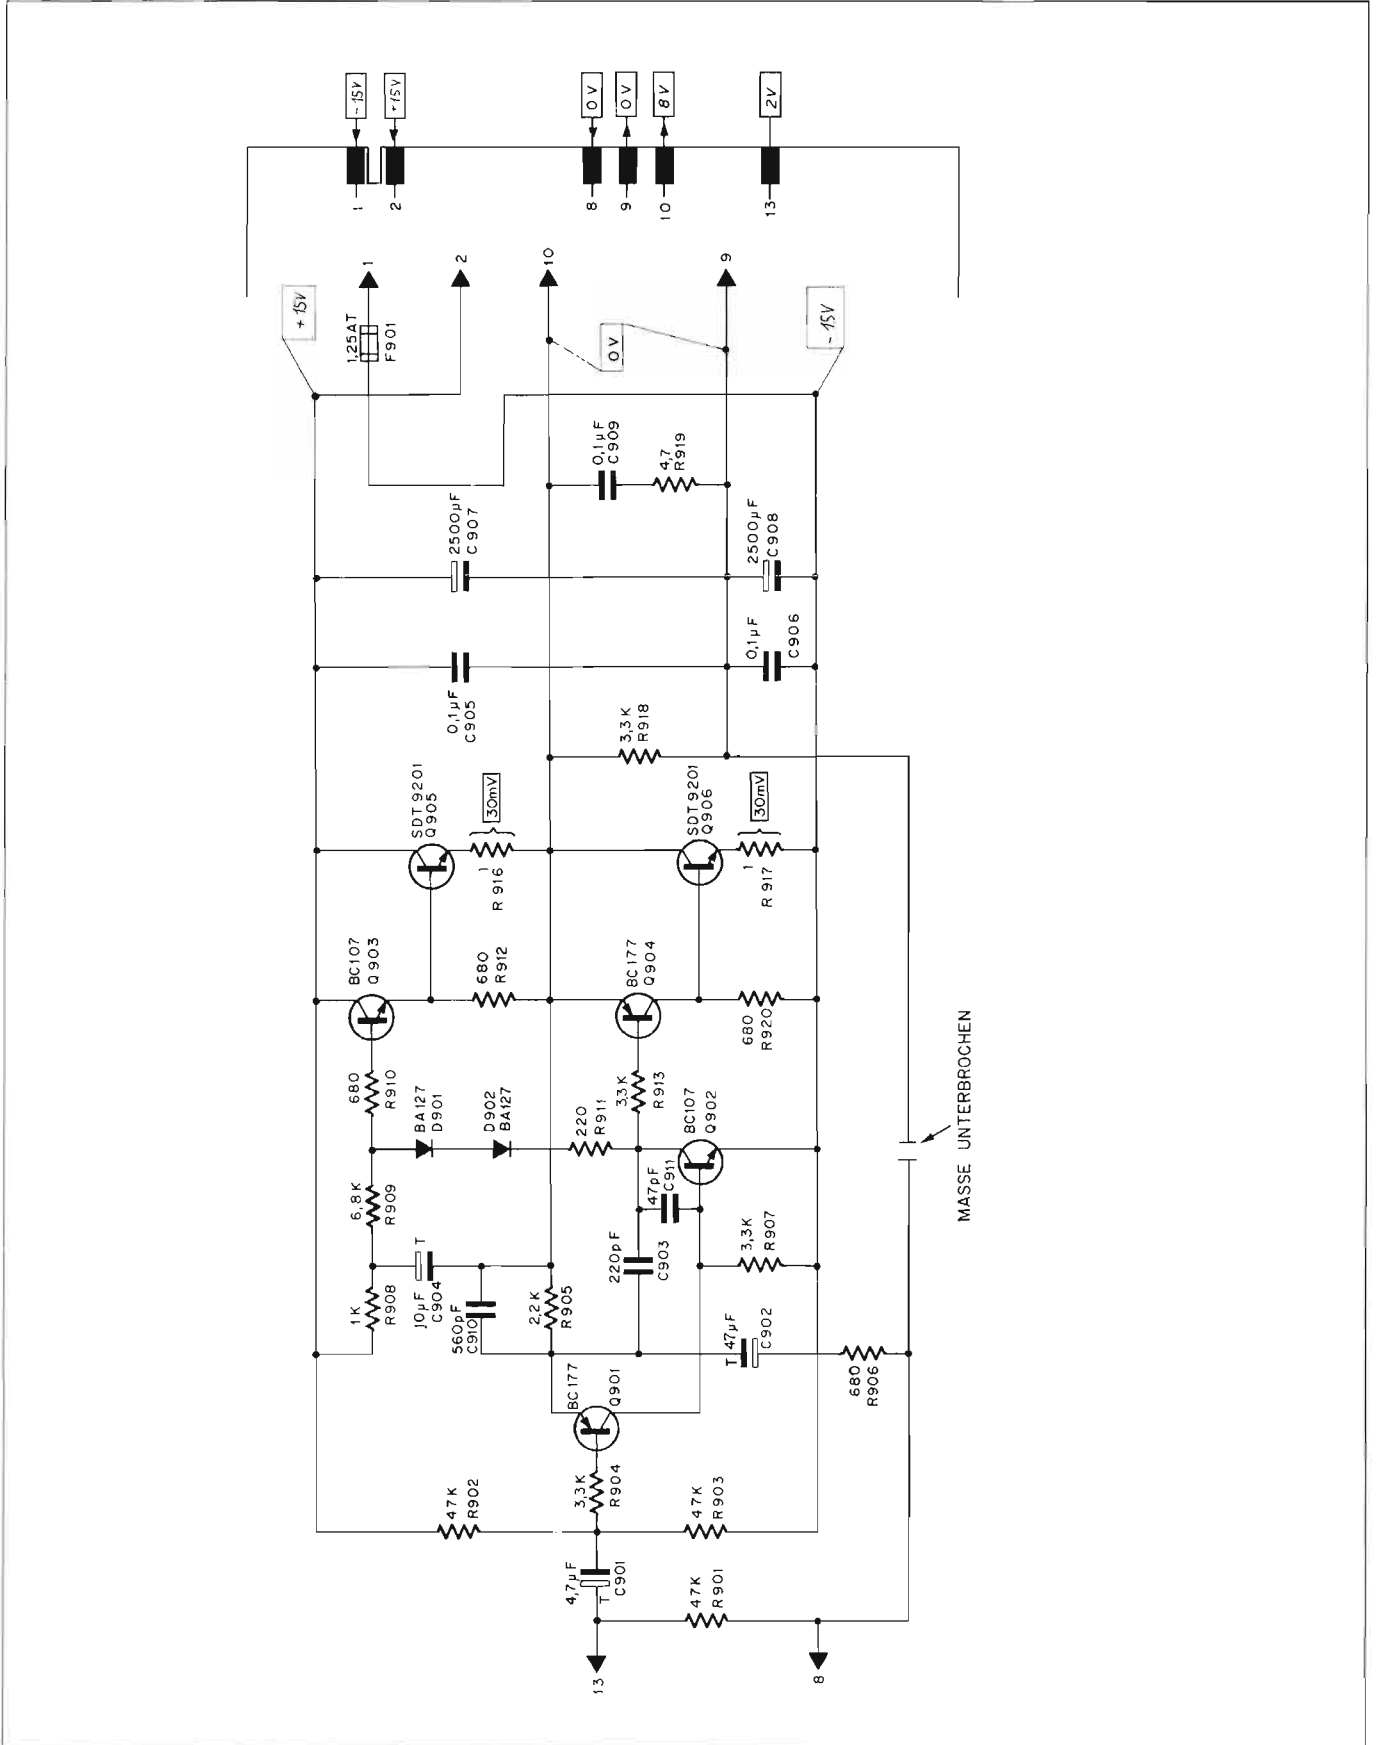 -15V
+15V
0V
0V
8V
2V
1
2
8
9
10
13
+15V
1
2
10
9
-15V
1,25AT
F901
0V
0,1µF
C909
4,7
R919
2500µF
C907
2500µF
C908
0,1µF
C905
0,1µF
C906
3,3K
R918
SDT9201
Q905
30mV
1
R916
SDT9201
Q906
30mV
1
R917
BC107
Q903
680
R912
BC177
Q904
680
R920
680
R910
BA127
D901
D902
BA127
220
R911
3,3K
R913
BC107
Q902
MASSE UNTERBROCHEN
6,8K
R909
47pF
C911
220pF
C903
3,3K
R907
1K
R908
T
10µF
C904
560pF
C910
2,2K
R905
T 47µF
C902
680
R906
BC177
Q901
47K
R902
3,3K
R904
47K
R903
4,7µF
T
C901
47K
R901
13
8